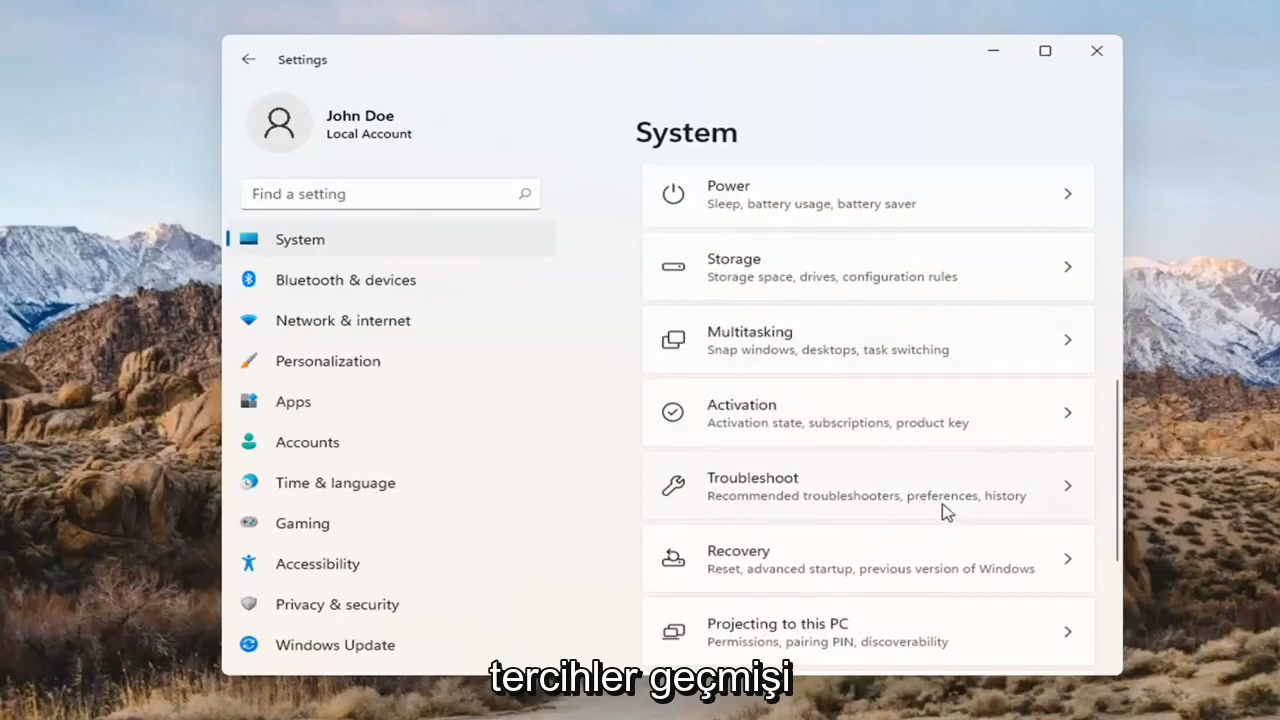 Settings
John Doe
Local Account
Find a setting
System
Bluetooth & devices
Network & internet
Personalization
Apps
Accounts
Time & language
Gaming
Accessibility
Privacy & security
Windows Update
System
Power
Sleep, battery usage, battery saver
Storage
Storage space, drives, configuration rules
Multitasking
Snap windows, desktops, task switching
Activation
Activation state, subscriptions, product key
Troubleshoot
Recommended troubleshooters, preferences, history
Recovery
Reset, advanced startup, previous version of Windows
Projecting to this PC
Permissions, pairing PIN, discoverability
tercihler geçmişi